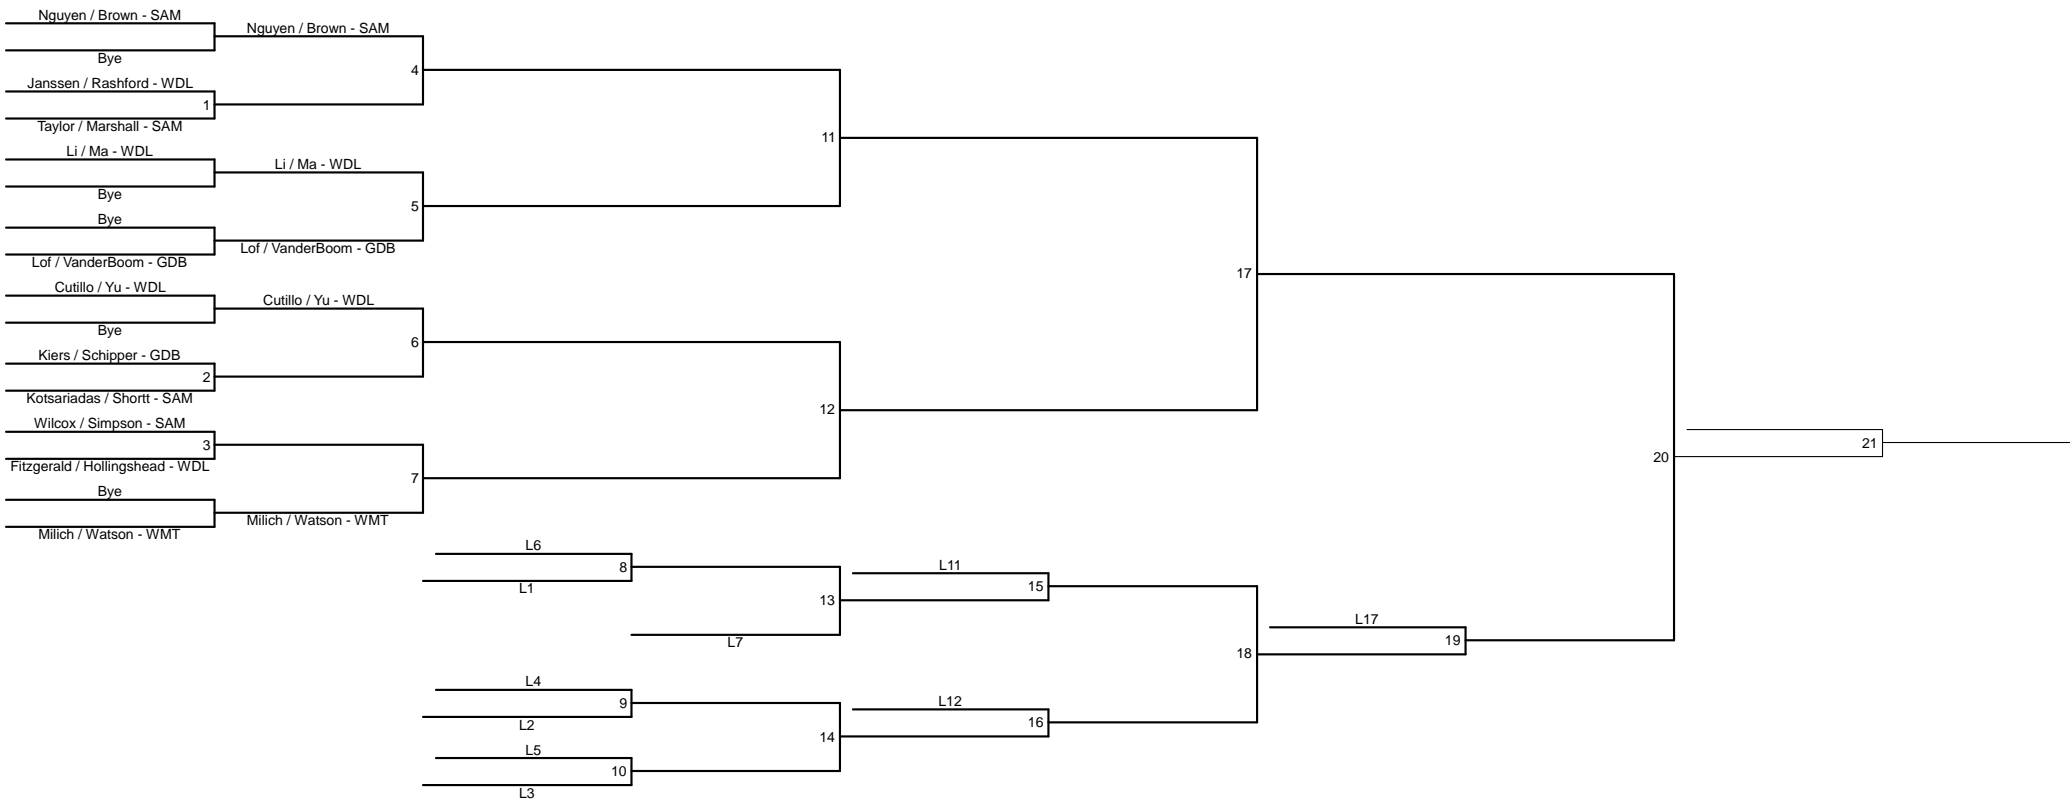 Nguyen / Brown - SAM
Nguyen / Brown - SAM
Bye
4
Janssen / Rashford - WDL
1
Taylor / Marshall - SAM
11
Li / Ma - WDL
Li / Ma - WDL
Bye
5
Bye
Lof / VanderBoom - GDB
Lof / VanderBoom - GDB
17
Cutillo / Yu - WDL
Cutillo / Yu - WDL
Bye
6
Kiers / Schipper - GDB
2
Kotsariadas / Shortt - SAM
12
Wilcox / Simpson - SAM
3
21
Fitzgerald / Hollingshead - WDL
20
7
Bye
Milich / Watson - WMT
Milich / Watson - WMT
L6
8
L1
L11
15
13
L7
L17
19
18
L4
9
L2
L12
16
14
L5
10
L3